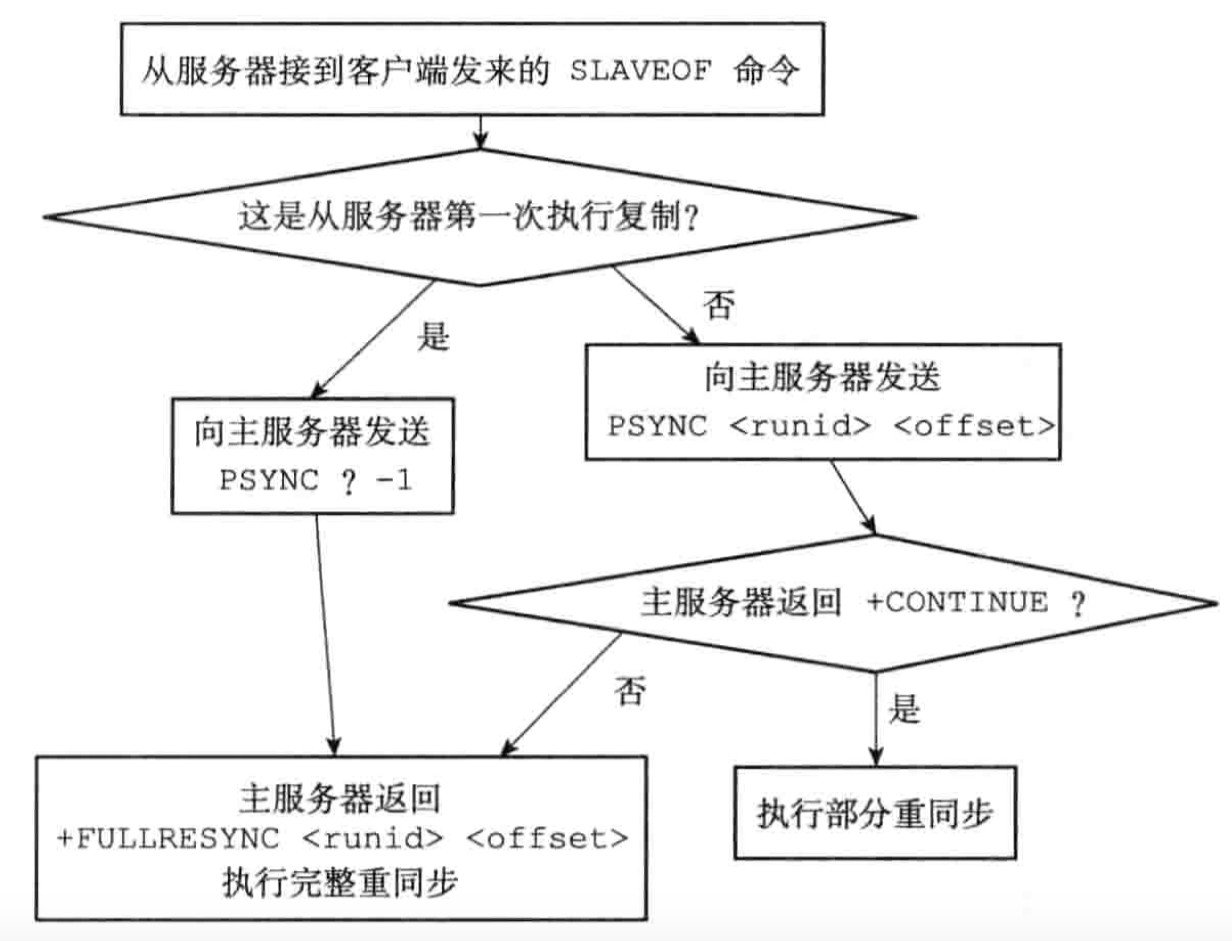 从服务器接到客户端发来的 SLAVEOF 命令
这是从服务器第一次执行复制?
是
否
向主服务器发送
PSYNC ? -1
向主服务器发送
PSYNC <runid> <offset>
主服务器返回 +CONTINUE ?
否
是
主服务器返回
+FULLRESYNC <runid> <offset>
执行完整重同步
执行部分重同步